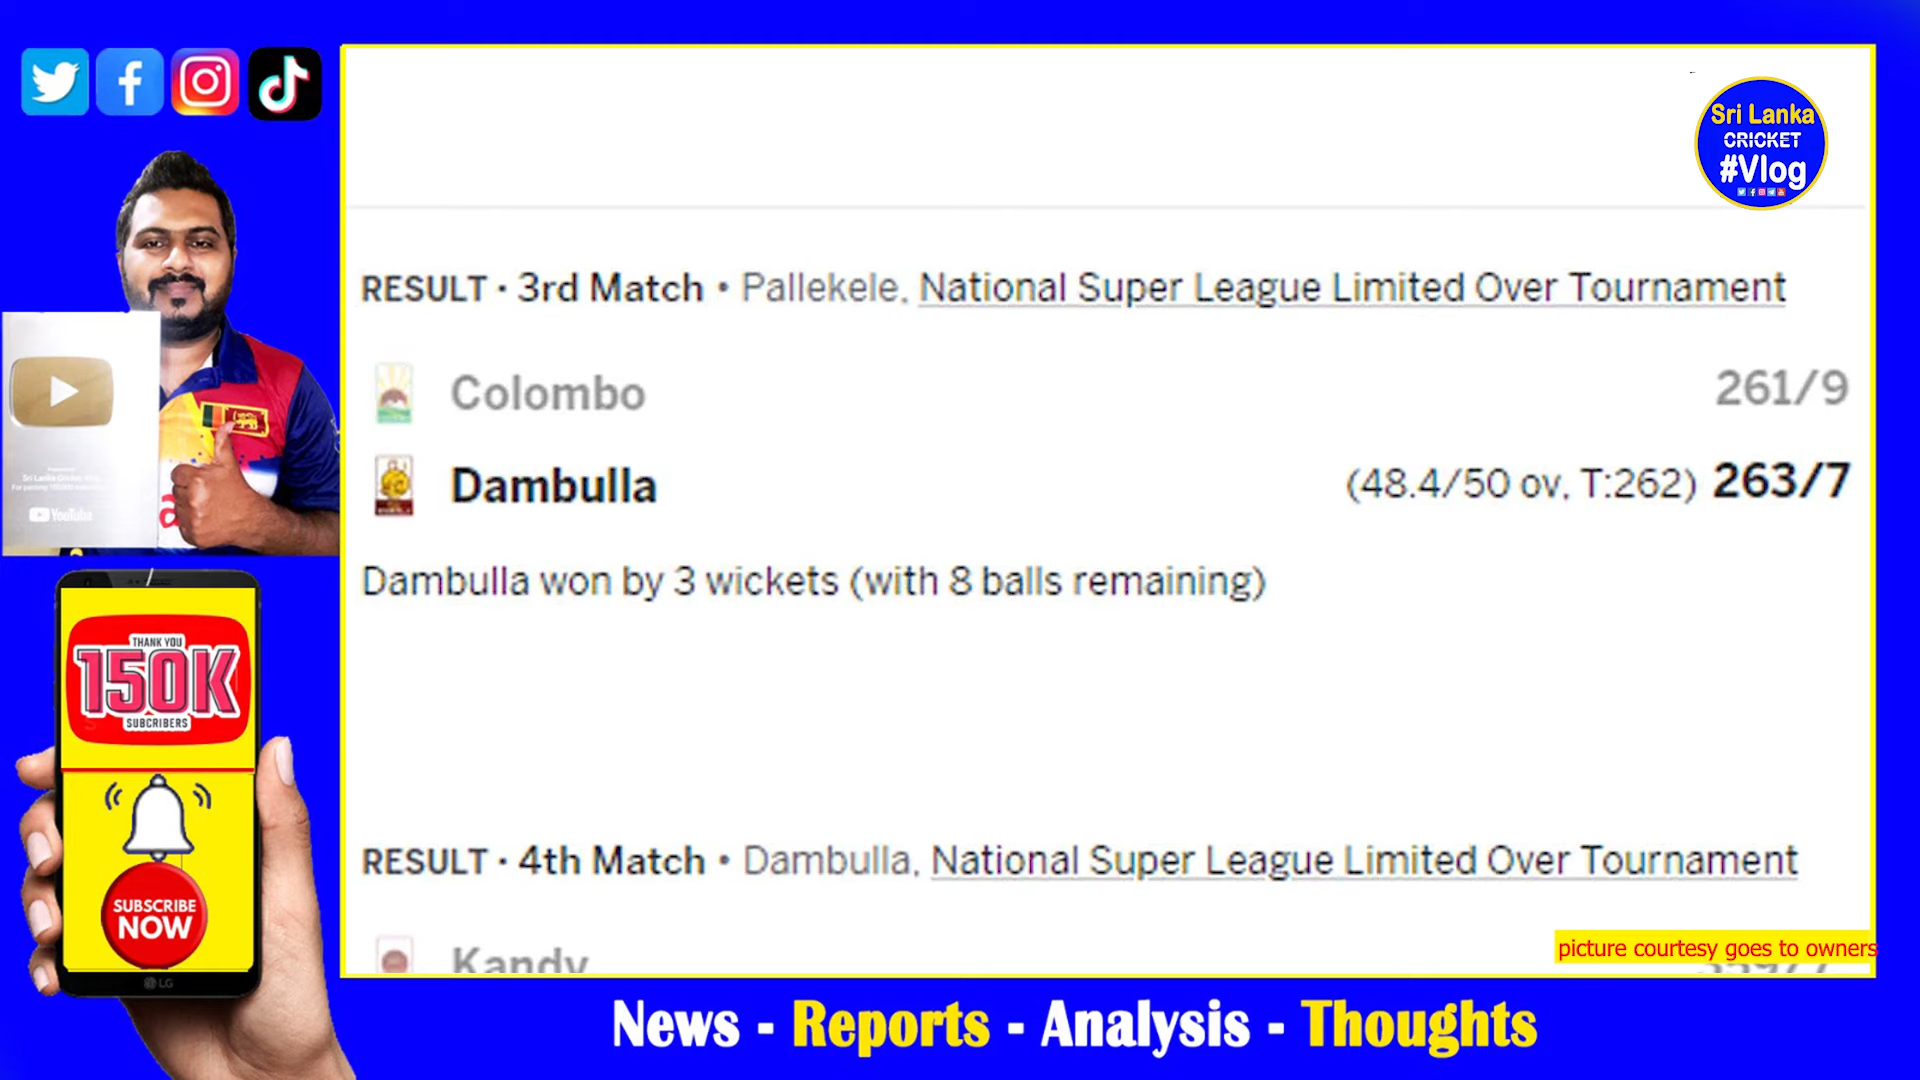 Sri Lanka
CRICKET
#Vlog
RESULT · 3rd Match • Pallekele, National Super League Limited Over Tournament
Colombo 261/9
Dambulla (48.4/50 ov, T:262) 263/7
Dambulla won by 3 wickets (with 8 balls remaining)
RESULT · 4th Match • Dambulla, National Super League Limited Over Tournament
Kandy
picture courtesy goes to owners
YouTube
THANK YOU
150K
SUBCRIBERS
SUBSCRIBE
NOW
LG
News - Reports - Analysis - Thoughts